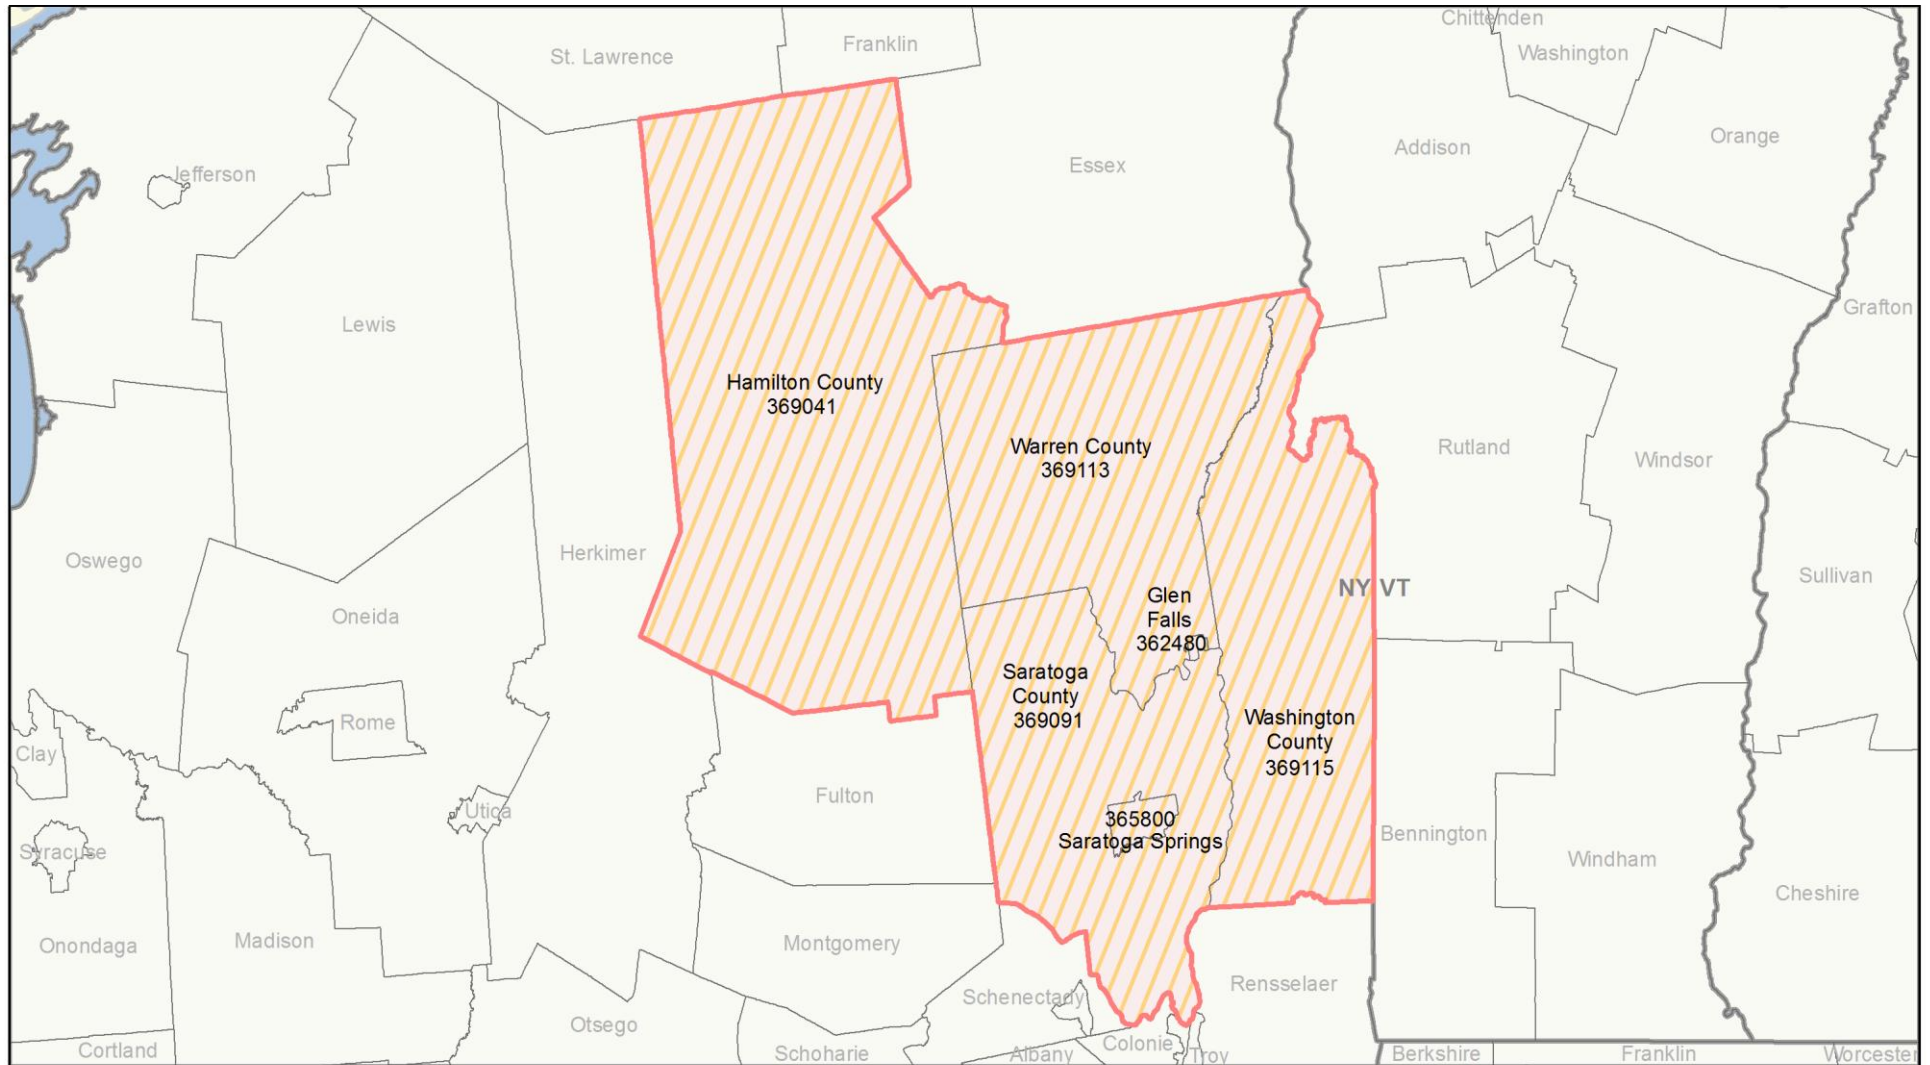 Chittenden
Franklin
St. Lawrence
Washington
Orange
Addison
Essex
Jefferson
Grafton
Lewis
Hamilton County
369041
Warren County
369113
Rutland
Windsor
Herkimer
Oswego
Sullivan
NY VT
Glen
Falls
362480
Oneida
Saratoga
County
369091
Washington
County
369115
Rome
Clay
Fulton
Utica
365800
Saratoga Springs
Bennington
Syracuse
Windham
Cheshire
Onondaga
Madison
Montgomery
Rensselaer
Schenectady
Otsego
Colonie
Cortland
Schoharie
Albany
Troy
Berkshire
Franklin
Worcester